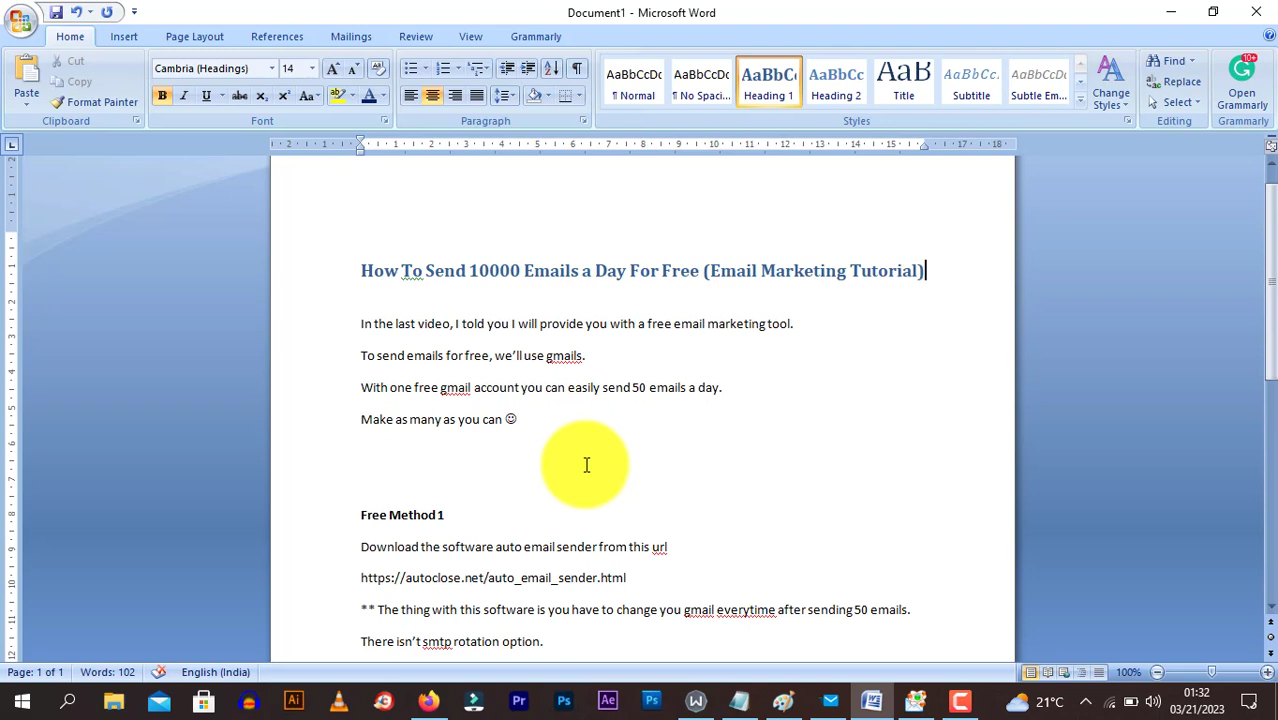 Document1 - Microsoft Word
Home Insert Page Layout References Mailings Review View Grammarly
Paste Cut Copy Format Painter Clipboard
Cambria (Headings) 14 Font
Paragraph
AaBbCcDc ¶ Normal
AaBbCcDc ¶ No Spaci...
AaBbC Heading 1
AaBbCc Heading 2
AaB Title
AaBbCc. Subtitle
AaBbCcDc Subtle Em...
Change Styles
Styles
Find Replace Select Editing
10+ Open Grammarly Grammarly
How To Send 10000 Emails a Day For Free (Email Marketing Tutorial)
In the last video, I told you I will provide you with a free email marketing tool.
To send emails for free, we’ll use gmails.
With one free gmail account you can easily send 50 emails a day.
Make as many as you can ☺
Free Method 1
Download the software auto email sender from this url
https://autoclose.net/auto_email_sender.html
** The thing with this software is you have to change you gmail everytime after sending 50 emails.
There isn’t smtp rotation option.
Page: 1 of 1 Words: 102 English (India) 100%
21°C 01:32
03/21/2023